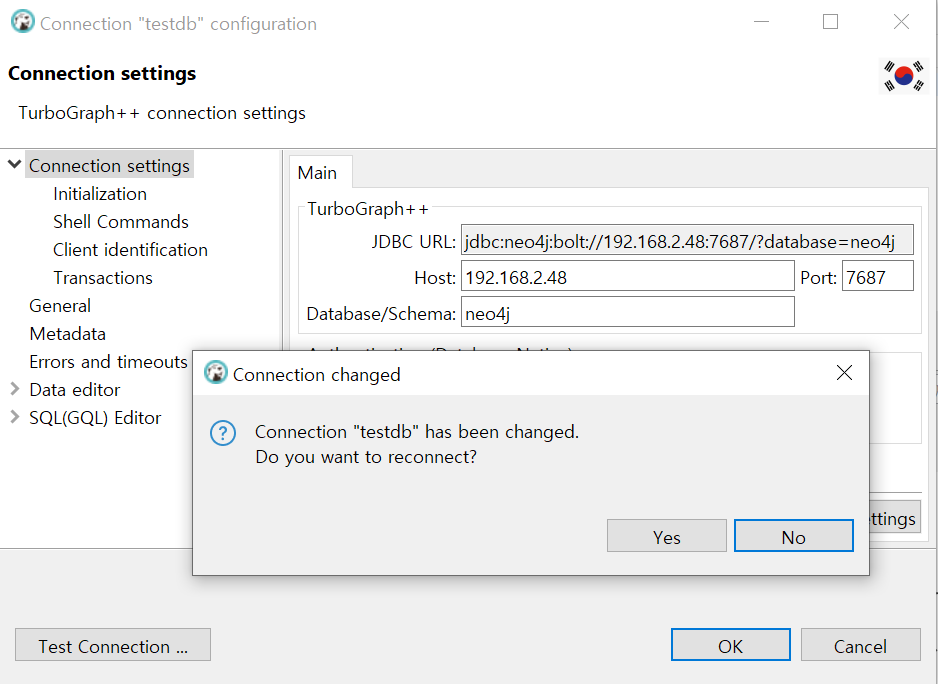 Connection "testdb" configuration
Connection settings
TurboGraph++ connection settings
Connection settings
Initialization
Shell Commands
Client identification
Transactions
General
Metadata
Errors and timeouts
Data editor
SQL(GQL) Editor
Main
TurboGraph++
JDBC URL: jdbc:neo4j:bolt://192.168.2.48:7687/?database=neo4j
Host: 192.168.2.48 Port: 7687
Database/Schema: neo4j
Connection changed
Connection "testdb" has been changed.
Do you want to reconnect?
Yes No
Test Connection ... OK Cancel